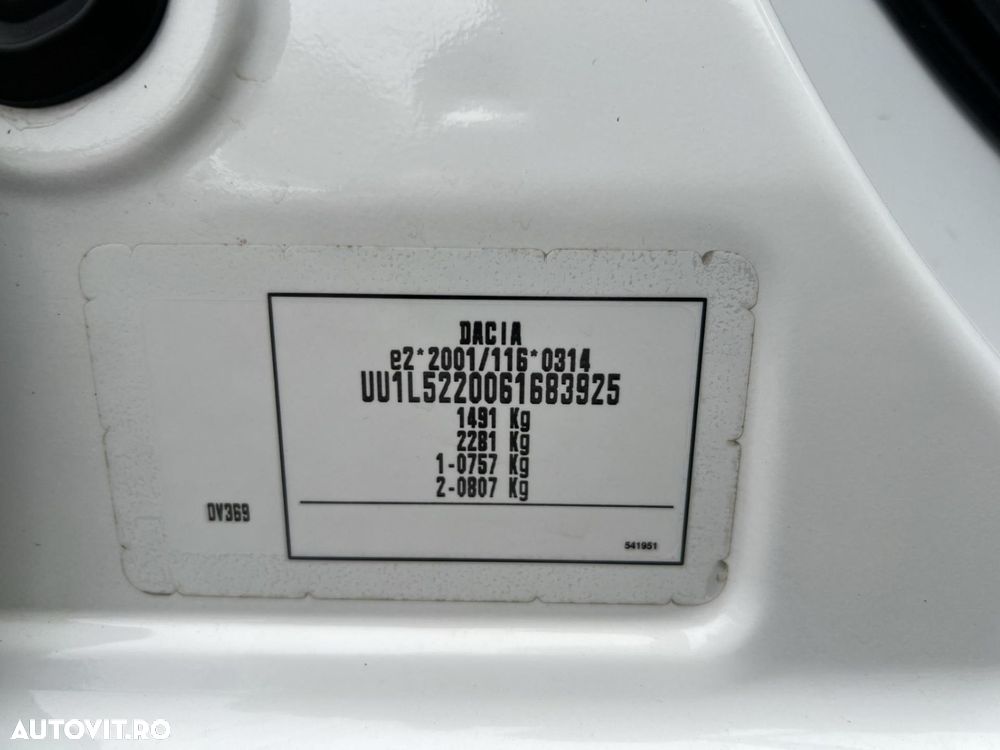 DACIA
e2*2001/116*0314
UU1L5220061683925
1491 Kg
2281 Kg
1-0757 Kg
2-0807 Kg
DV369
541951
AUTOVIT.RO